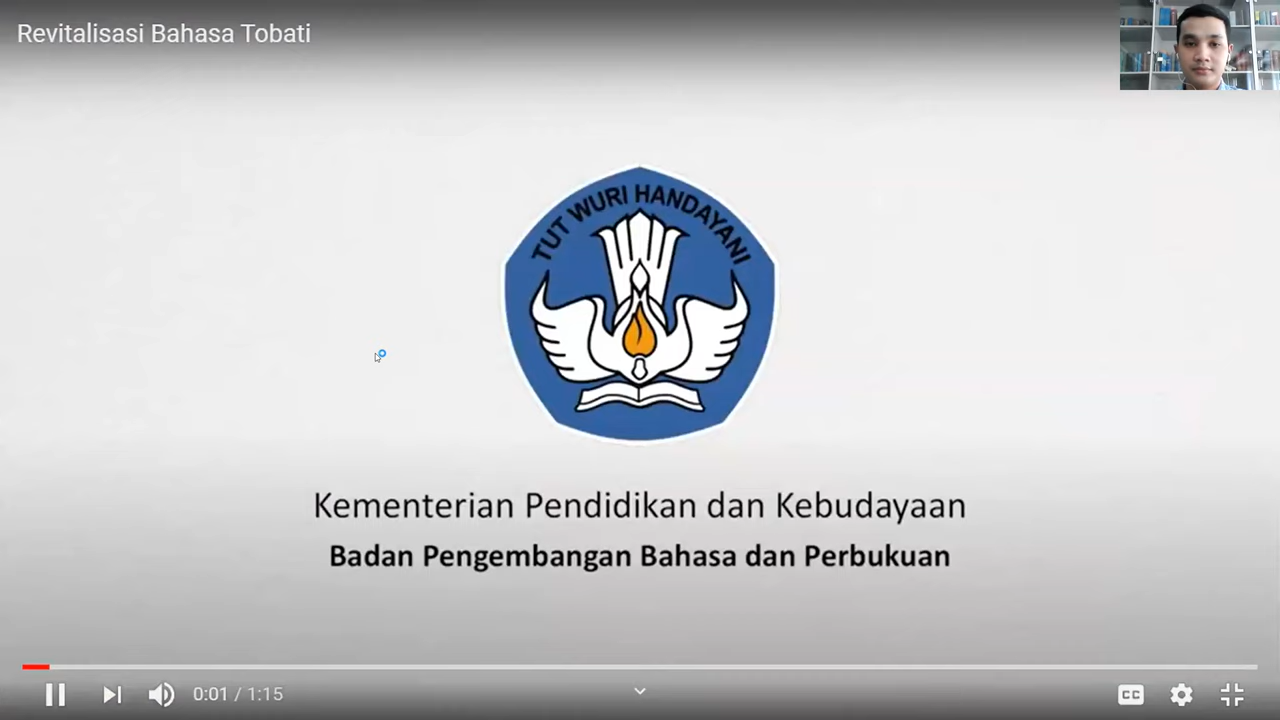 Revitalisasi Bahasa Tobati
TUT WURI HANDAYANI
Kementerian Pendidikan dan Kebudayaan
Badan Pengembangan Bahasa dan Perbukuan
0:01 / 1:15
CC